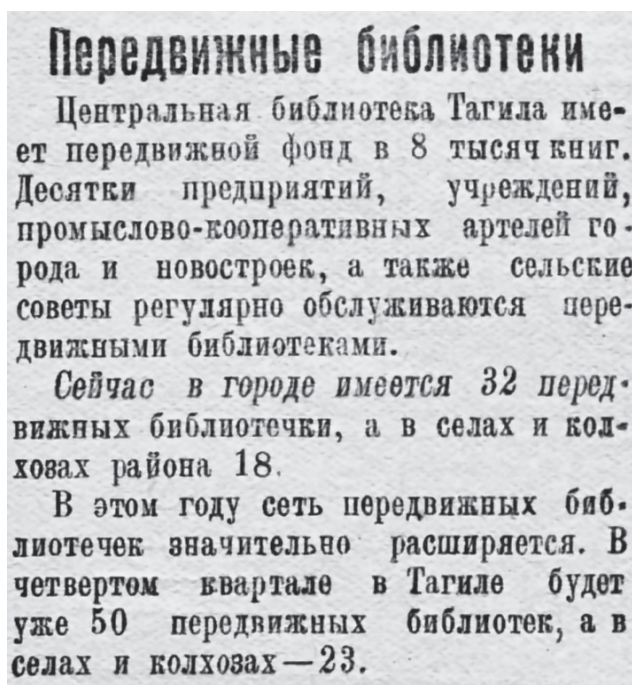 Передвижные библиотеки
Центральная библиотека Тагила име-
ет передвижной фонд в 8 тысяч книг.
Десятки предприятий, учреждений,
промыслово-кооперативных артелей го-
рода и новостроек, а также сельские
советы регулярно обслуживаются пере-
движными библиотеками.
Сейчас в городе имеется 32 перед-
вижных библиотечки, а в селах и кол-
хозах района 18.
В этом году сеть передвижных биб-
лиотечек значительно расширяется. В
четвертом квартале в Тагиле будет
уже 50 передвижных библиотек, а в
селах и колхозах—23.